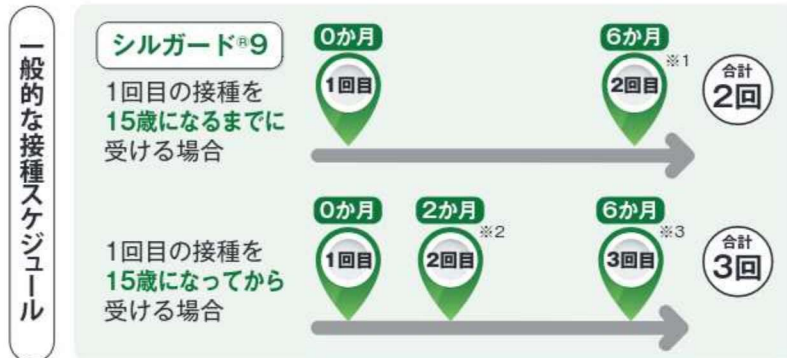 一般的な接種スケジュール
シルガード®9
1回目の接種を
15歳になるまでに
受ける場合
0か月
1回目
6か月
2回目
※1
合計
2回
1回目の接種を
15歳になってから
受ける場合
0か月
1回目
2か月
2回目
※2
6か月
3回目
※3
合計
3回